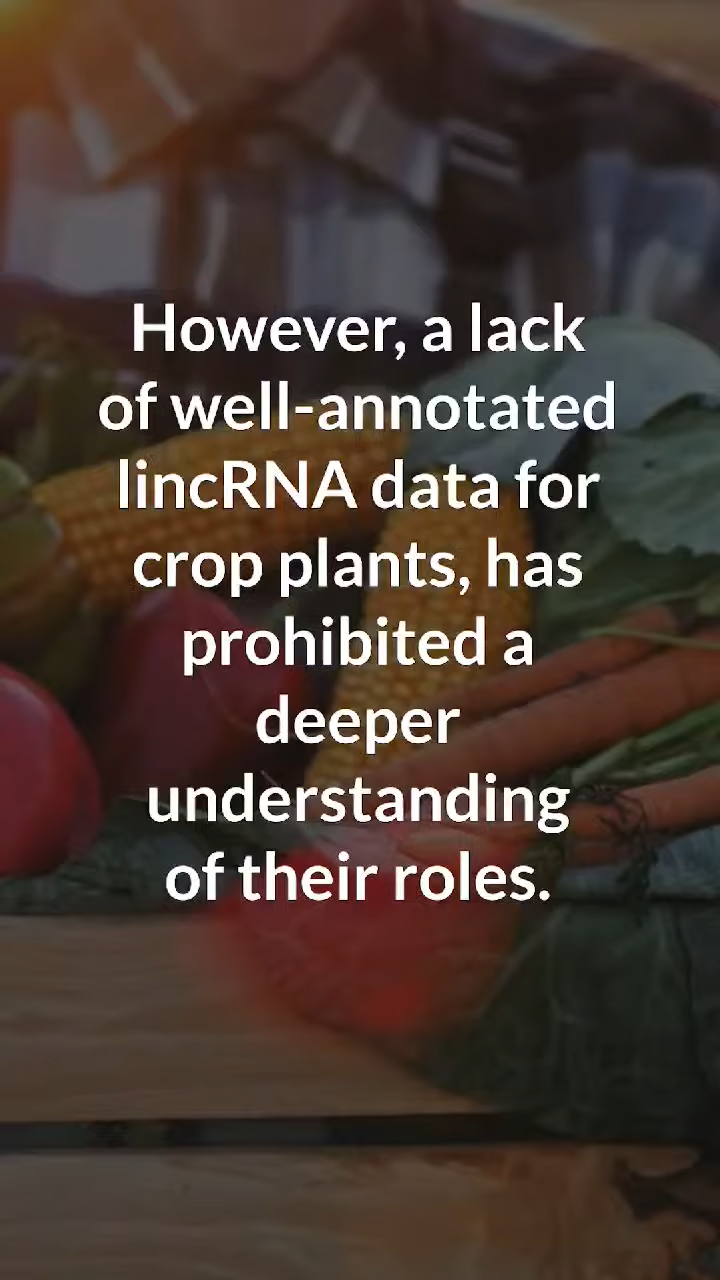 However, a lack
of well-annotated
lincRNA data for
crop plants, has
prohibited a
deeper
understanding
of their roles.